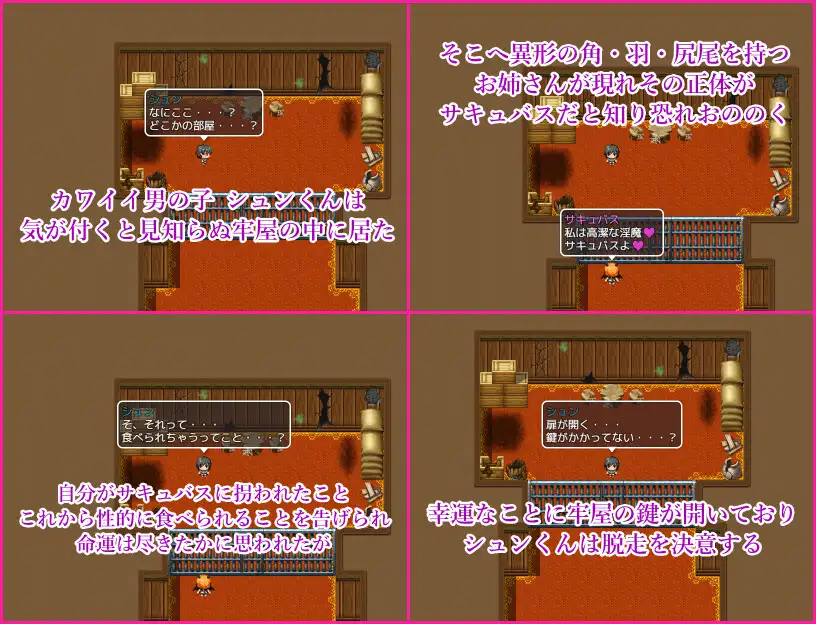 シュン
なにここ・・・？
どこかの部屋・・・？
カワイイ男の子 シュンくんは
気が付くと見知らぬ牢屋の中に居た
そこへ異形の角・羽・尻尾を持つ
お姉さんが現れその正体が
サキュバスだと知り恐れおののく
サキュバス
私は高潔な淫魔♥
サキュバスよ♥
シュン
そ、それって・・・
食べられちゃうってこと・・・？
自分がサキュバスに拐われたこと
これから性的に食べられることを告げられ
命運は尽きたかに思われたが
シュン
扉が開く・・・
鍵がかかってない・・・？
幸運なことに牢屋の鍵が開いており
シュンくんは脱走を決意する